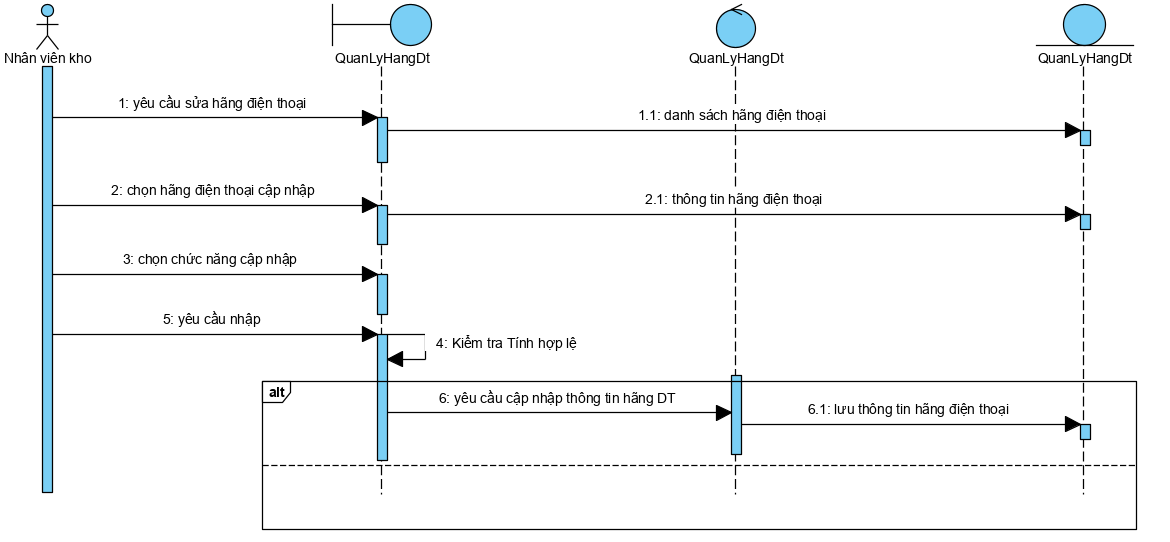 Nhân viên kho
QuanLyHangDt
QuanLyHangDt
QuanLyHangDt
1: yêu cầu sửa hãng điện thoại
1.1: danh sách hãng điện thoại
2: chọn hãng điện thoại cập nhập
2.1: thông tin hãng điện thoại
3: chọn chức năng cập nhập
5: yêu cầu nhập
4: Kiểm tra Tính hợp lệ
alt
6: yêu cầu cập nhập thông tin hãng DT
6.1: lưu thông tin hãng điện thoại